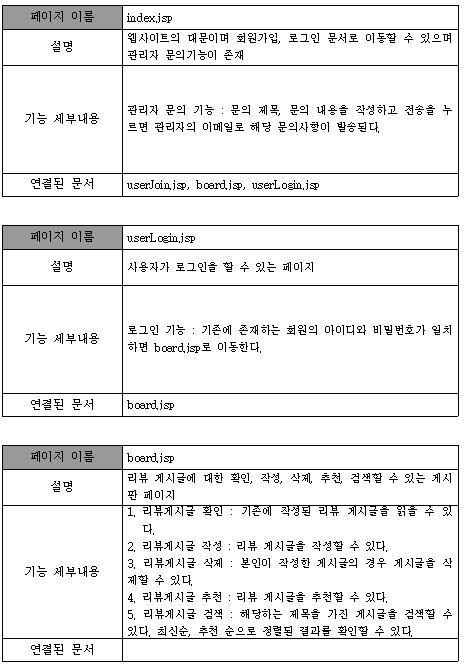 페이지 이름
index.jsp
설명
웹사이트의 대문이며 회원가입, 로그인 문서로 이동할 수 있으며
관리자 문의기능이 존재
기능 세부내용
관리자 문의 기능 : 문의 제목, 문의 내용을 작성하고 전송을 누
르면 관리자의 이메일로 해당 문의사항이 발송된다.
연결된 문서
userJoin.jsp, board.jsp, userLogin.jsp
페이지 이름
userLogin.jsp
설명
사용자가 로그인을 할 수 있는 페이지
기능 세부내용
로그인 기능 : 기존에 존재하는 회원의 아이디와 비밀번호가 일치
하면 board.jsp로 이동한다.
연결된 문서
board.jsp
페이지 이름
board.jsp
설명
리뷰 게시글에 대한 확인, 작성, 삭제, 추천, 검색할 수 있는 게시
판 페이지
기능 세부내용
1. 리뷰게시글 확인 : 기존에 작성된 리뷰 게시글을 읽을 수 있
다.
2. 리뷰게시글 작성 : 리뷰 게시글을 작성할 수 있다.
3. 리뷰게시글 삭제 : 본인이 작성한 게시글의 경우 게시글을 삭
제할 수 있다.
4. 리뷰게시글 추천 : 리뷰 게시글을 추천할 수 있다.
5. 리뷰게시글 검색 : 해당하는 제목을 가진 게시글을 검색할 수
있다. 최신순, 추천 순으로 정렬된 결과를 확인할 수 있다.
연결된 문서